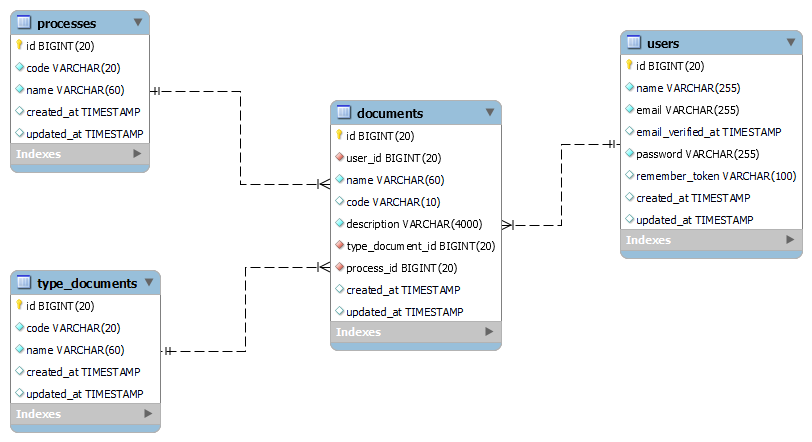 processes
id BIGINT(20)
code VARCHAR(20)
name VARCHAR(60)
created_at TIMESTAMP
updated_at TIMESTAMP
Indexes
type_documents
id BIGINT(20)
code VARCHAR(20)
name VARCHAR(60)
created_at TIMESTAMP
updated_at TIMESTAMP
Indexes
documents
id BIGINT(20)
user_id BIGINT(20)
name VARCHAR(60)
code VARCHAR(10)
description VARCHAR(4000)
type_document_id BIGINT(20)
process_id BIGINT(20)
created_at TIMESTAMP
updated_at TIMESTAMP
Indexes
users
id BIGINT(20)
name VARCHAR(255)
email VARCHAR(255)
email_verified_at TIMESTAMP
password VARCHAR(255)
remember_token VARCHAR(100)
created_at TIMESTAMP
updated_at TIMESTAMP
Indexes